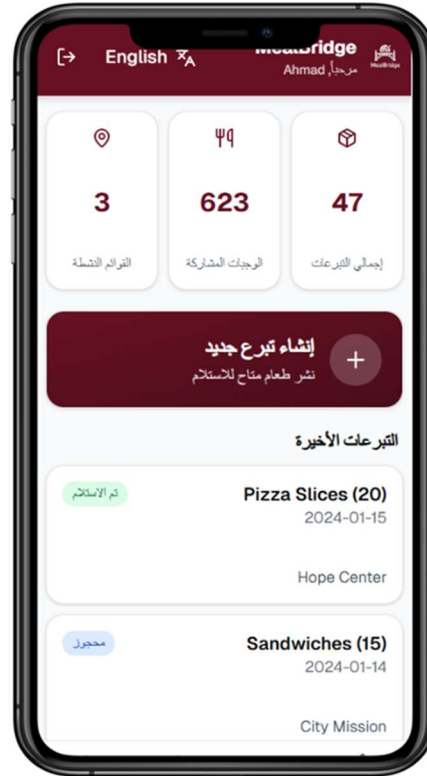 MealBridge
مرحباً, Ahmad
MealBridge
English
47
إجمالي التبرعات
623
الوجبات المشاركة
3
القوائم النشطة
إنشاء تبرع جديد
نشر طعام متاح للاستلام
التبرعات الأخيرة
Pizza Slices (20)
تم الاستلام
2024-01-15
Hope Center
Sandwiches (15)
محجوز
2024-01-14
City Mission